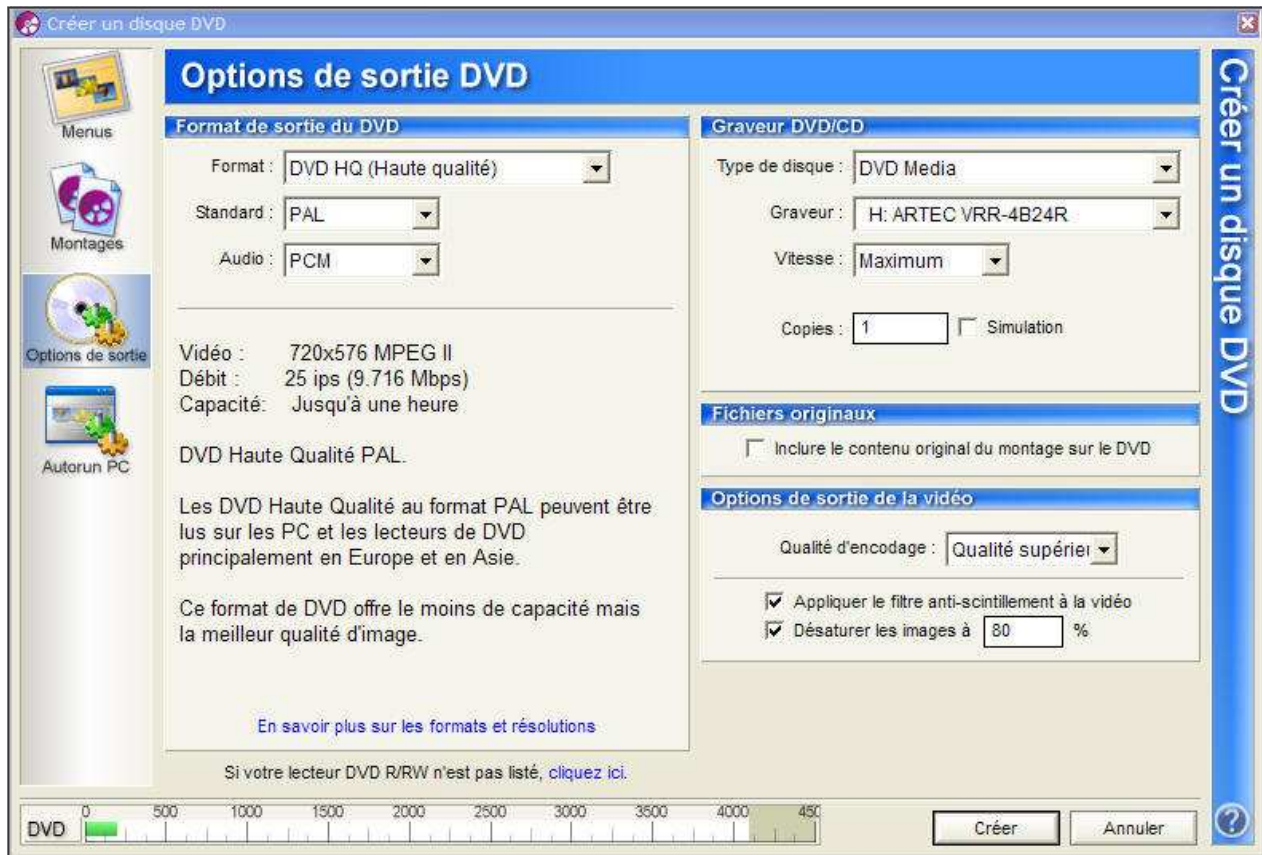 Créer un disque DVD
Menus
Montages
Options de sortie
Autorun PC
Options de sortie DVD
Format de sortie du DVD
Format : DVD HQ (Haute qualité)
Standard : PAL
Audio : PCM
Vidéo : 720x576 MPEG II
Débit : 25 ips (9.716 Mbps)
Capacité: Jusqu'à une heure
DVD Haute Qualité PAL.
Les DVD Haute Qualité au format PAL peuvent être
lus sur les PC et les lecteurs de DVD
principalement en Europe et en Asie.
Ce format de DVD offre le moins de capacité mais
la meilleur qualité d'image.
En savoir plus sur les formats et résolutions
Si votre lecteur DVD R/RW n'est pas listé, cliquez ici.
Graveur DVD/CD
Type de disque : DVD Media
Graveur : H: ARTEC VRR-4B24R
Vitesse : Maximum
Copies : 1 Simulation
Fichiers originaux
Inclure le contenu original du montage sur le DVD
Options de sortie de la vidéo
Qualité d'encodage : Qualité supérieu
Appliquer le filtre anti-scintillement à la vidéo
Désaturer les images à 80 %
Créer un disque DVD
DVD 0 500 1000 1500 2000 2500 3000 3500 4000 450
Créer Annuler
?